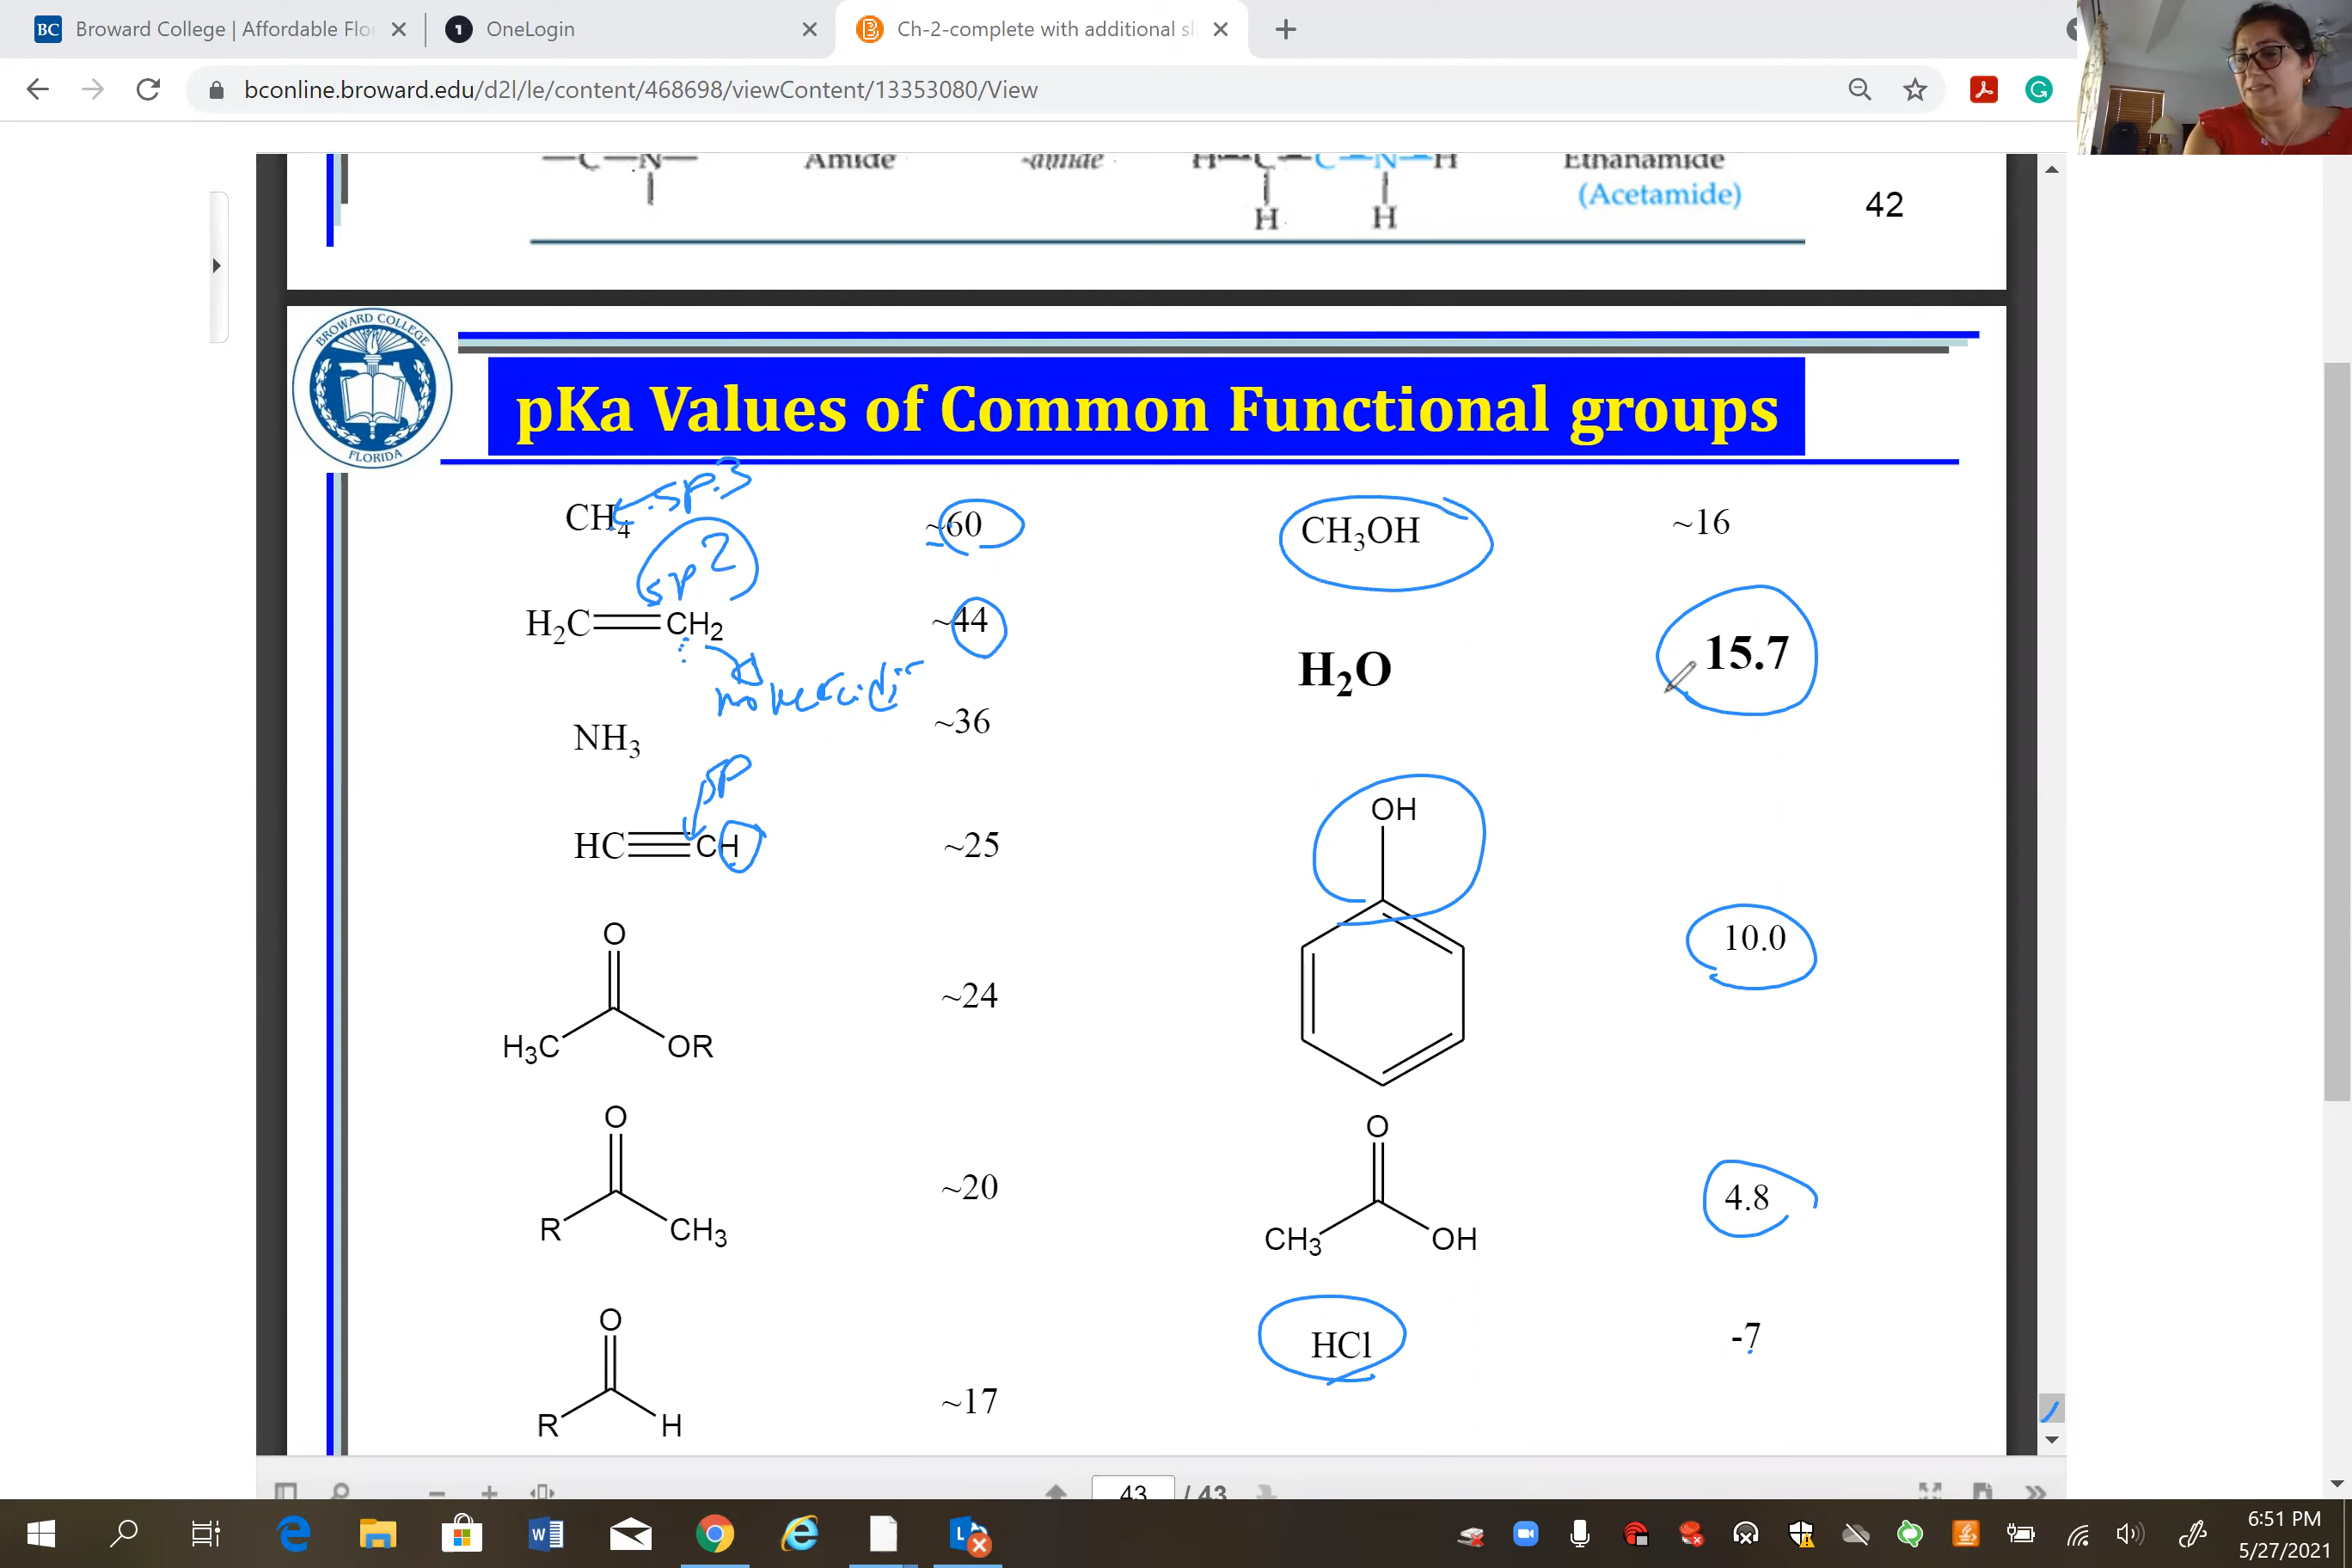 BC Broward College | Affordable Flo
1 OneLogin
Ch-2-complete with additional sl
bconline.broward.edu/d2l/le/content/468698/viewContent/13353080/View
—C—N— Amide -amide H—C—C—N—H Ethanamide
(Acetamide)
H H
42
BROWARD COLLEGE
FLORIDA
pKa Values of Common Functional groups
sp3
CH4 ~60 CH3OH ~16
sp2
H2C=CH2 ~44
H2O 15.7
more acidic
NH3 ~36
sp
HC≡CH ~25
OH
10.0
O
H3C OR ~24
O
R CH3 ~20
O
CH3 OH 4.8
HCl -7
O
R H ~17
43 / 43
6:51 PM
5/27/2021